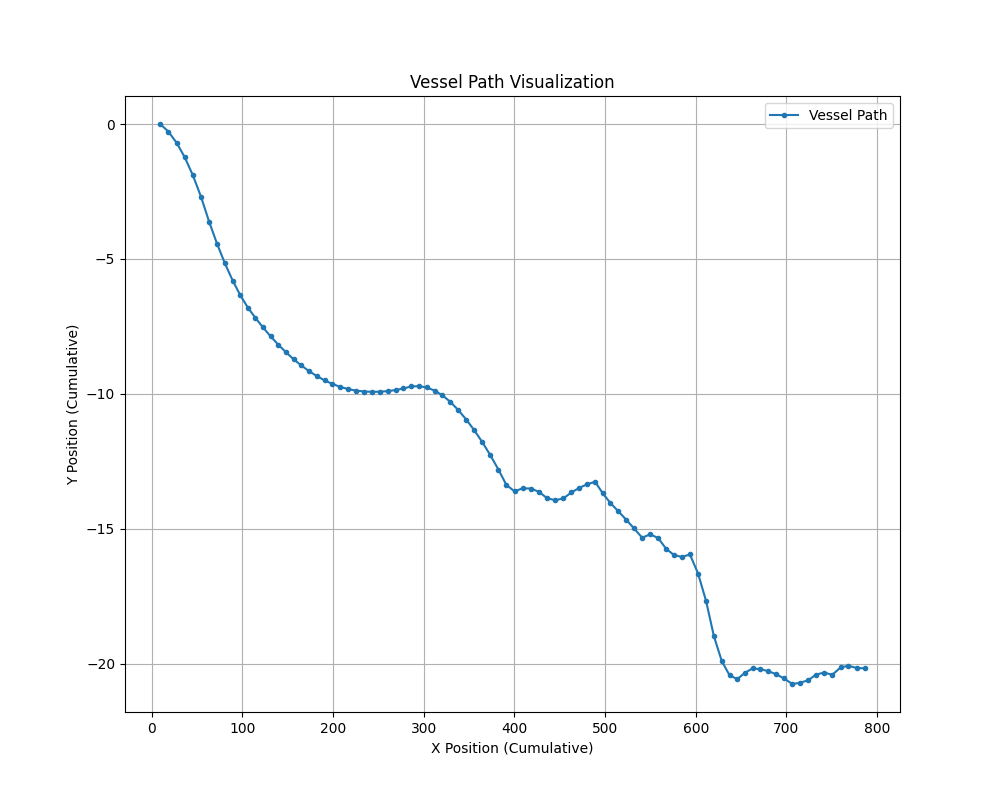 Vessel Path Visualization
Vessel Path
0
−5
−10
−15
−20
Y Position (Cumulative)
0 100 200 300 400 500 600 700 800
X Position (Cumulative)